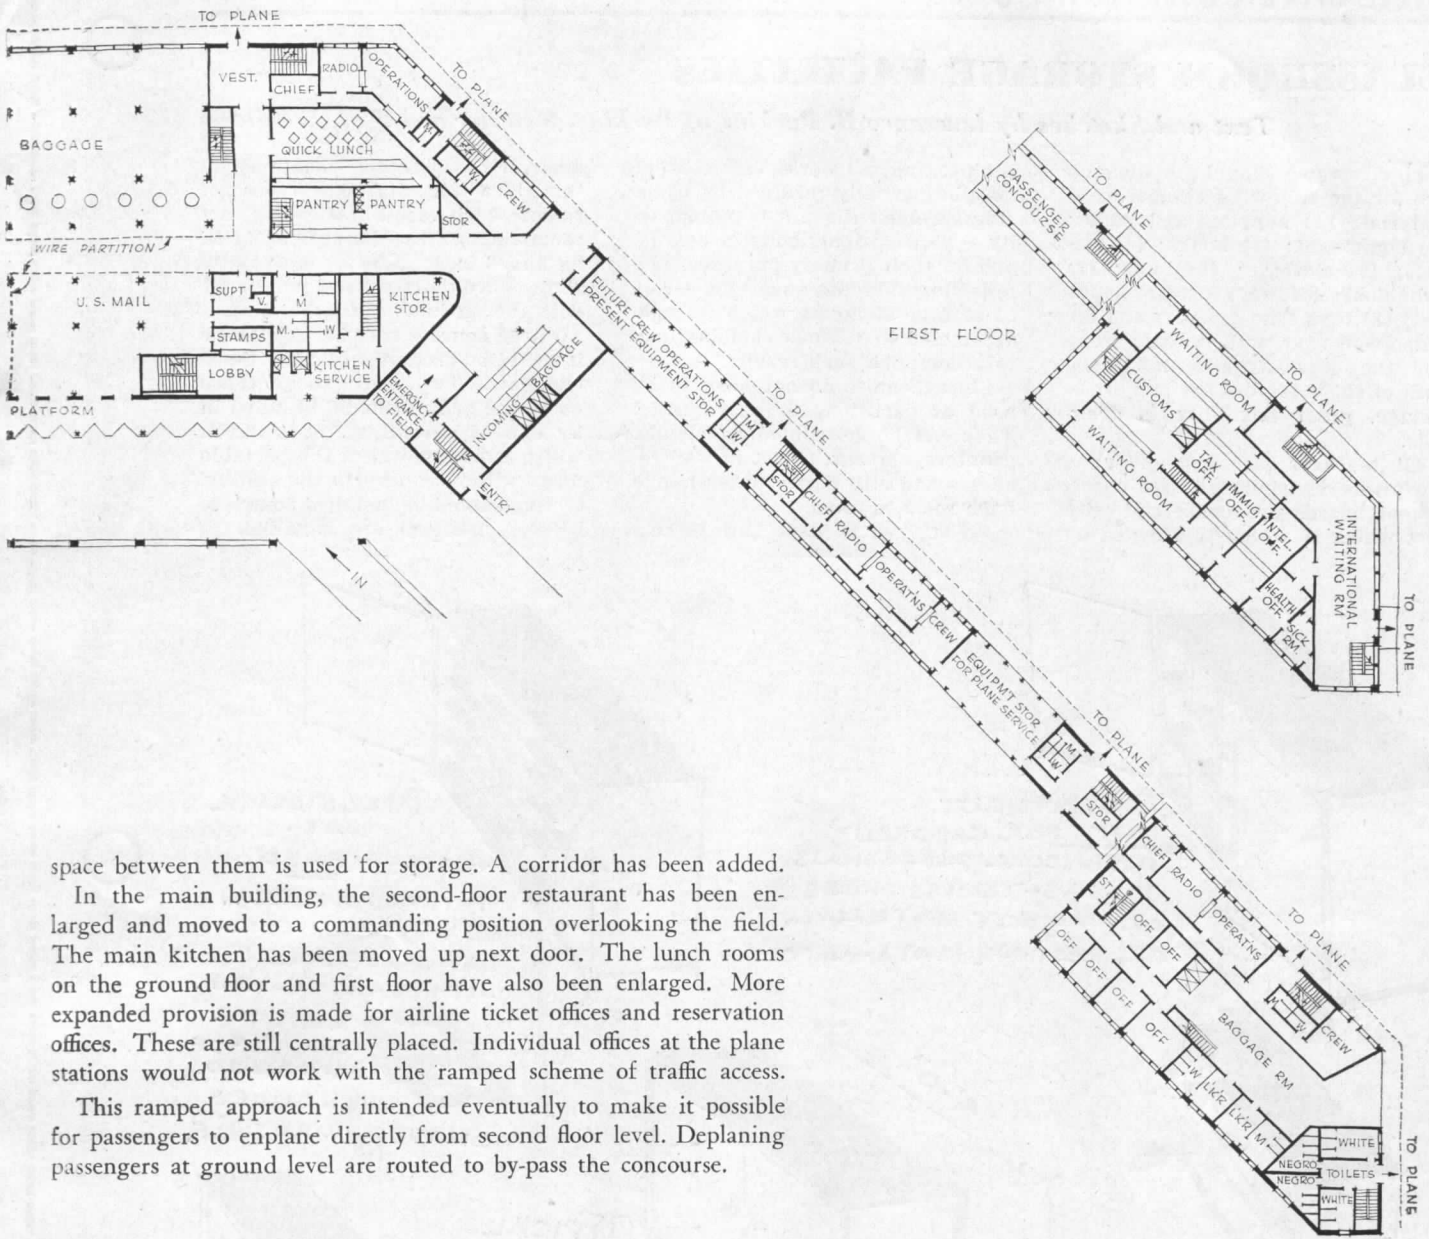 TO PLANE
VEST.
CHIEF
RADIO
OPERATIONS
TO PLANE
M
W
CREW
BAGGAGE
QUICK LUNCH
PANTRY
PANTRY
STOR
WIRE PARTITION
U. S. MAIL
SUPT
V.
M
STAMPS
M.
W
LOBBY
KITCHEN
SERVICE
KITCHEN
STOR
PLATFORM
EMERGENCY
ENTRANCE
TO FIELD
INCOMING BAGGAGE
ENTRY
IN
FUTURE CREW OPERATIONS
PRESENT EQUIPMENT STOR
M
W
TO PLANE
STOR
CHIEF
RADIO
OPERATNS
CREW
EQUIPM'T STOR
FOR PLANE SERVICE
M
W
TO PLANE
STOR
CHIEF
RADIO
OPERATNS
TO PLANE
M
W
CREW
ST
OFF
OFF
OFF
OFF
OFF
OFF
BAGGAGE RM
W
L'K'R
L'K'R
M
WHITE
NEGRO
TOILETS
NEGRO
WHITE
TO PLANE
FIRST FLOOR
PASSENGER
CONCOURSE
TO PLANE
WAITING ROOM
CUSTOMS
TO PLANE
WAITING ROOM
TAX
OFF.
IMMIG.
OFF.
INTEL.
OFF.
HEALTH
OFF.
SICK
RM.
INTERNATIONAL
WAITING RM
TO PLANE
space between them is used for storage. A corridor has been added.
In the main building, the second-floor restaurant has been en-
larged and moved to a commanding position overlooking the field.
The main kitchen has been moved up next door. The lunch rooms
on the ground floor and first floor have also been enlarged. More
expanded provision is made for airline ticket offices and reservation
offices. These are still centrally placed. Individual offices at the plane
stations would not work with the ramped scheme of traffic access.
This ramped approach is intended eventually to make it possible
for passengers to enplane directly from second floor level. Deplaning
passengers at ground level are routed to by-pass the concourse.